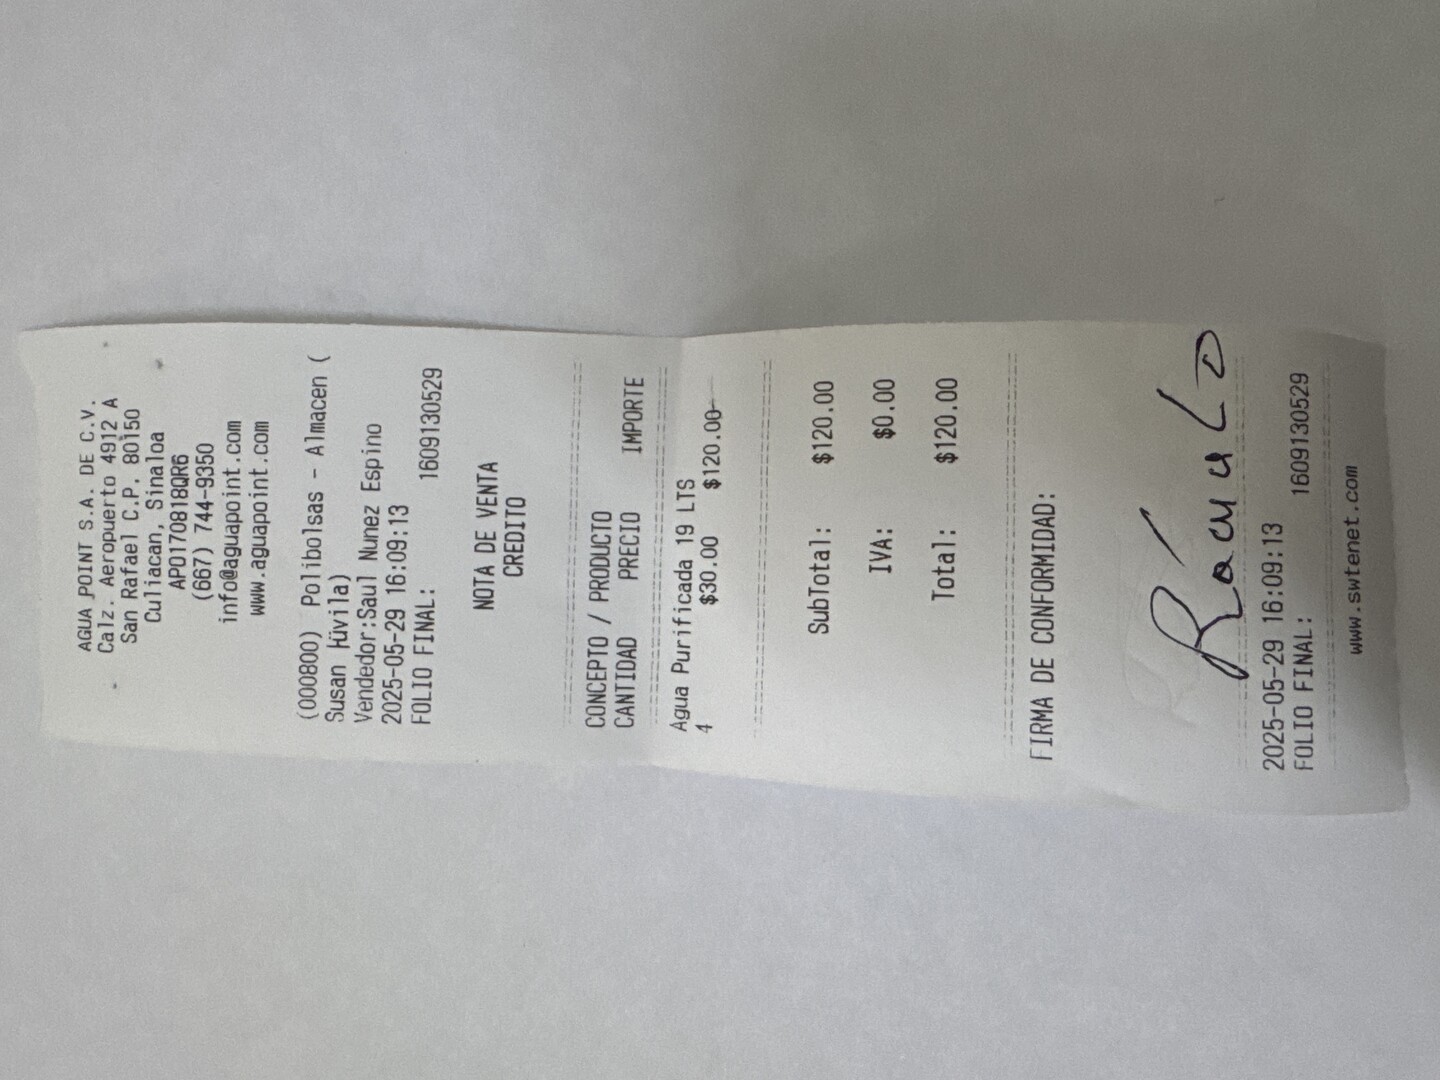 AGUA POINT S.A. DE C.V.
Calz. Aeropuerto 4912 A
San Rafael C.P. 80150
Culiacan, Sinaloa
APO170818QR6
(667) 744-9350
info@aguapoint.com
www.aguapoint.com
(000800) Polibolsas - Almacen (
Susan Hüvila)
Vendedor:Saul Nunez Espino
2025-05-29 16:09:13
FOLIO FINAL: 1609130529
NOTA DE VENTA
CREDITO
CONCEPTO / PRODUCTO
CANTIDAD PRECIO IMPORTE
Agua Purificada 19 LTS
4 $30.00 $120.00
SubTotal: $120.00
IVA: $0.00
Total: $120.00
FIRMA DE CONFORMIDAD:
2025-05-29 16:09:13
FOLIO FINAL: 1609130529
www.swtenet.com